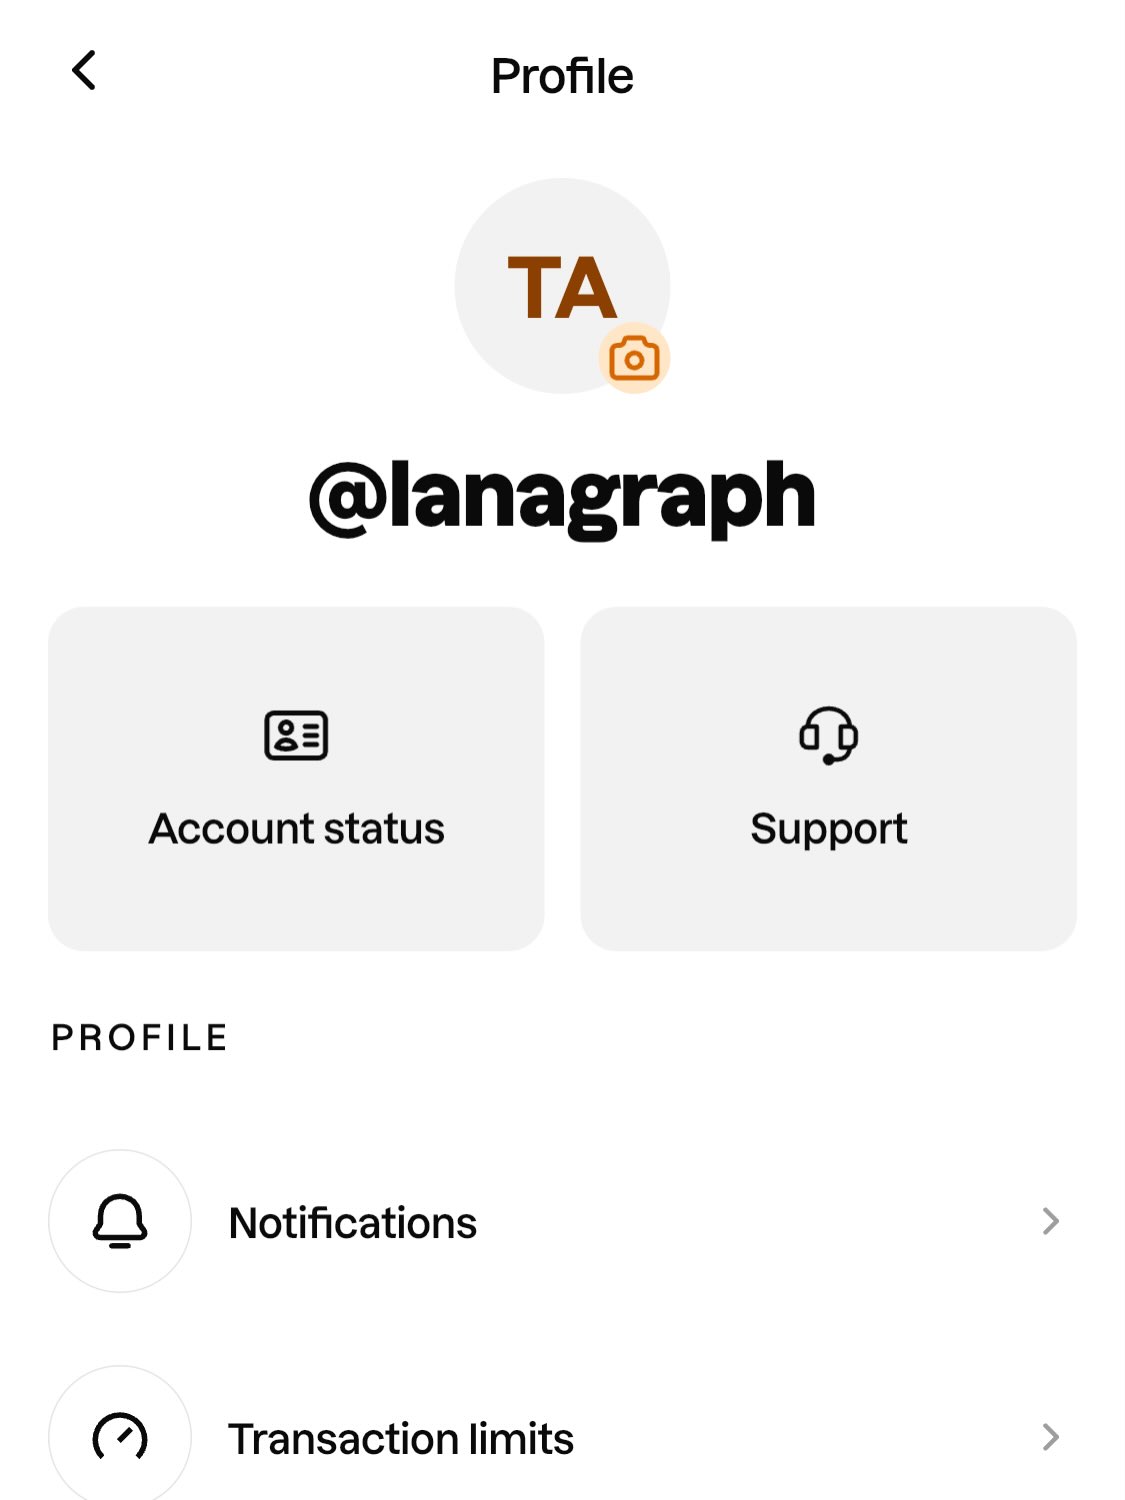 Profile
TA
@lanagraph
Account status
Support
PROFILE
Notifications
Transaction limits